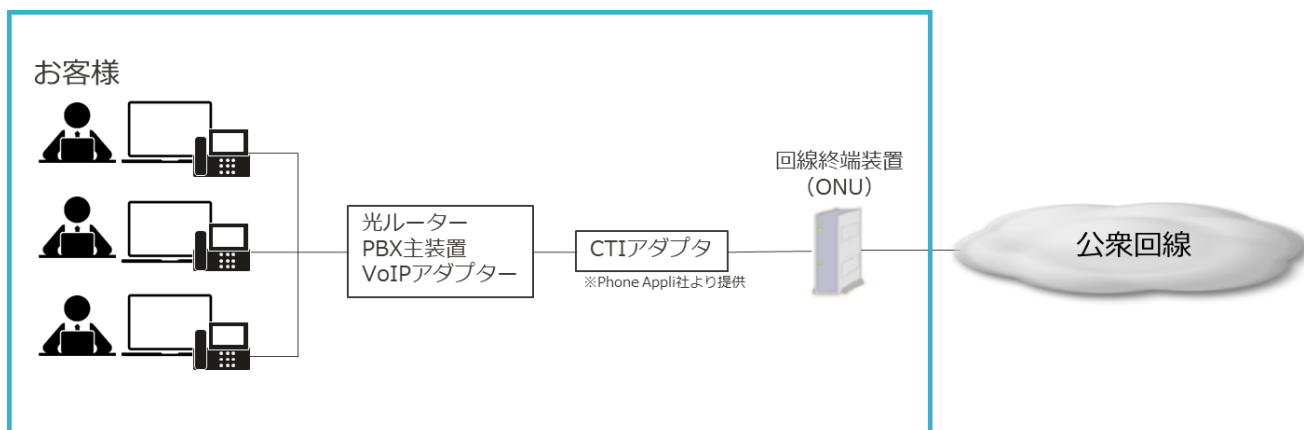 お客様
回線終端装置
（ONU）
光ルーター
PBX主装置
VoIPアダプター
CTIアダプタ
※Phone Appli社より提供
公衆回線